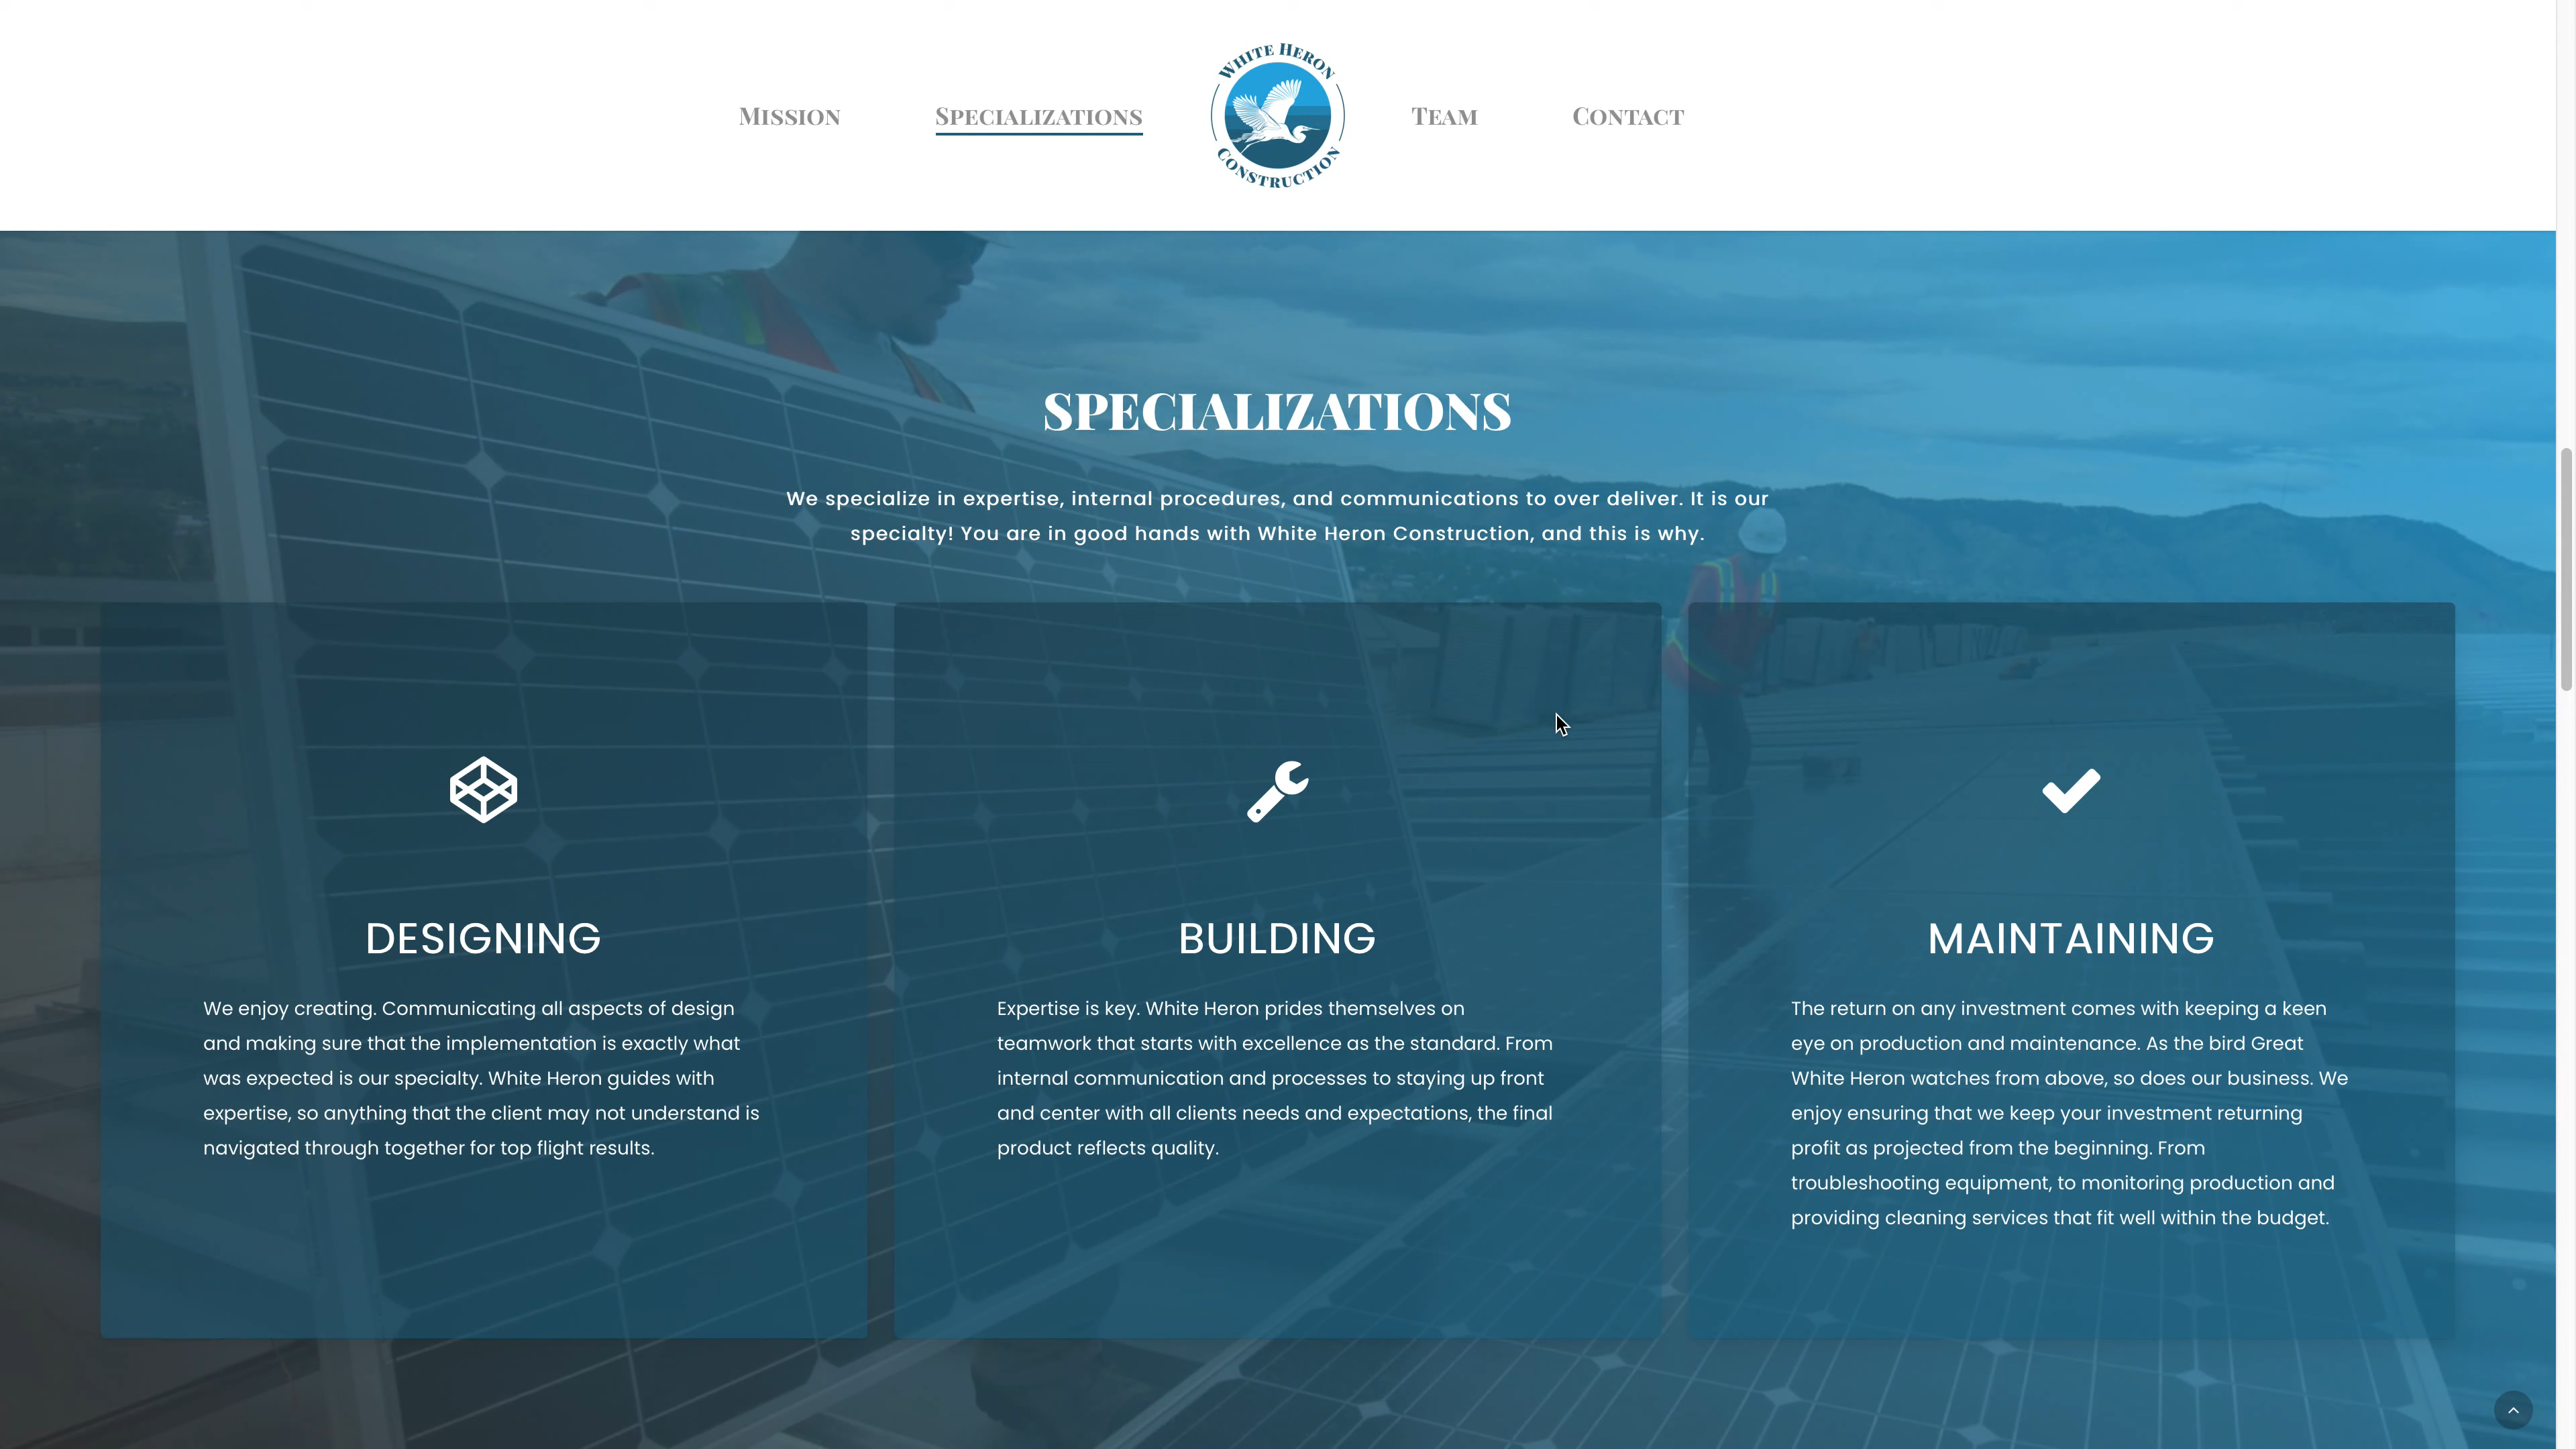 Mission
Specializations
White Heron
Construction
Team
Contact
SPECIALIZATIONS
We specialize in expertise, internal procedures, and communications to over deliver. It is our
specialty! You are in good hands with White Heron Construction, and this is why.
DESIGNING
We enjoy creating. Communicating all aspects of design
and making sure that the implementation is exactly what
was expected is our specialty. White Heron guides with
expertise, so anything that the client may not understand is
navigated through together for top flight results.
BUILDING
Expertise is key. White Heron prides themselves on
teamwork that starts with excellence as the standard. From
internal communication and processes to staying up front
and center with all clients needs and expectations, the final
product reflects quality.
MAINTAINING
The return on any investment comes with keeping a keen
eye on production and maintenance. As the bird Great
White Heron watches from above, so does our business. We
enjoy ensuring that we keep your investment returning
profit as projected from the beginning. From
troubleshooting equipment, to monitoring production and
providing cleaning services that fit well within the budget.